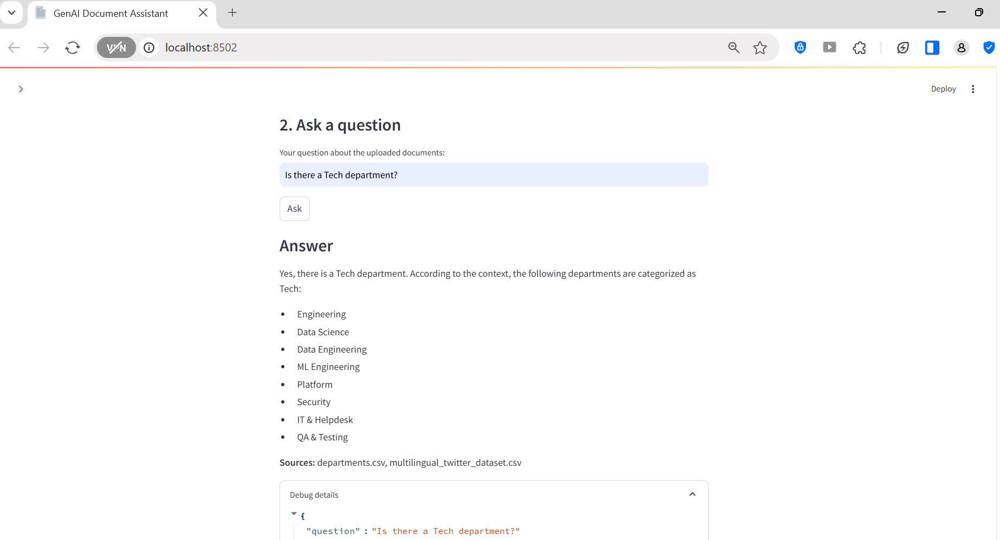 GenAI Document Assistant
VPN
localhost:8502
Deploy
2. Ask a question
Your question about the uploaded documents:
Is there a Tech department?
Ask
Answer
Yes, there is a Tech department. According to the context, the following departments are categorized as
Tech:
• Engineering
• Data Science
• Data Engineering
• ML Engineering
• Platform
• Security
• IT & Helpdesk
• QA & Testing
Sources: departments.csv, multilingual_twitter_dataset.csv
Debug details
{
"question" : "Is there a Tech department?"